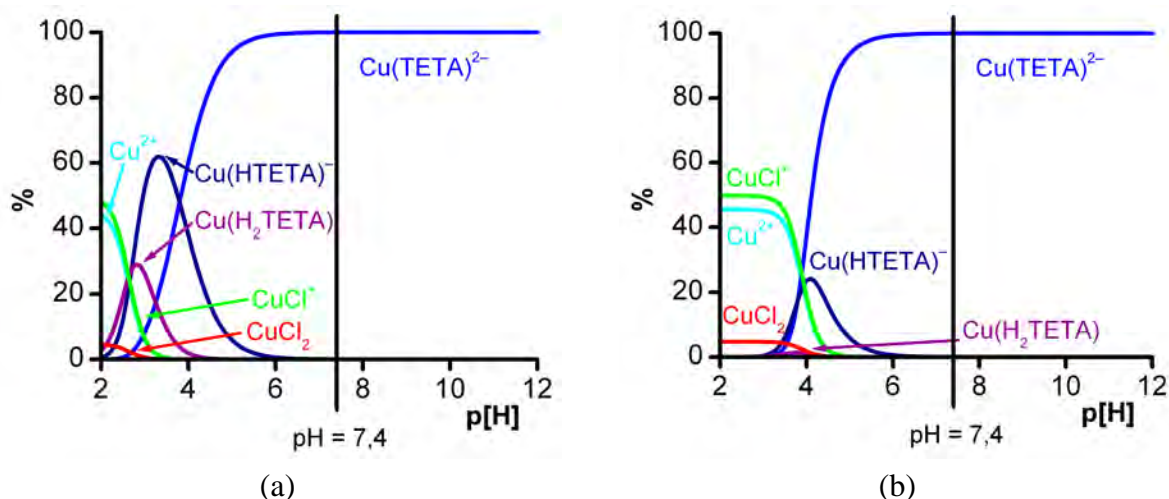 100
80
60
40
20
0
%
Cu(TETA)²⁻
Cu²⁺
Cu(HTETA)⁻
Cu(H₂TETA)
CuCl⁺
CuCl₂
2 4 6 8 10 12
p[H]
pH = 7,4
(a)
100
80
60
40
20
0
%
Cu(TETA)²⁻
CuCl⁺
Cu²⁺
Cu(HTETA)⁻
CuCl₂
Cu(H₂TETA)
2 4 6 8 10 12
p[H]
pH = 7,4
(b)